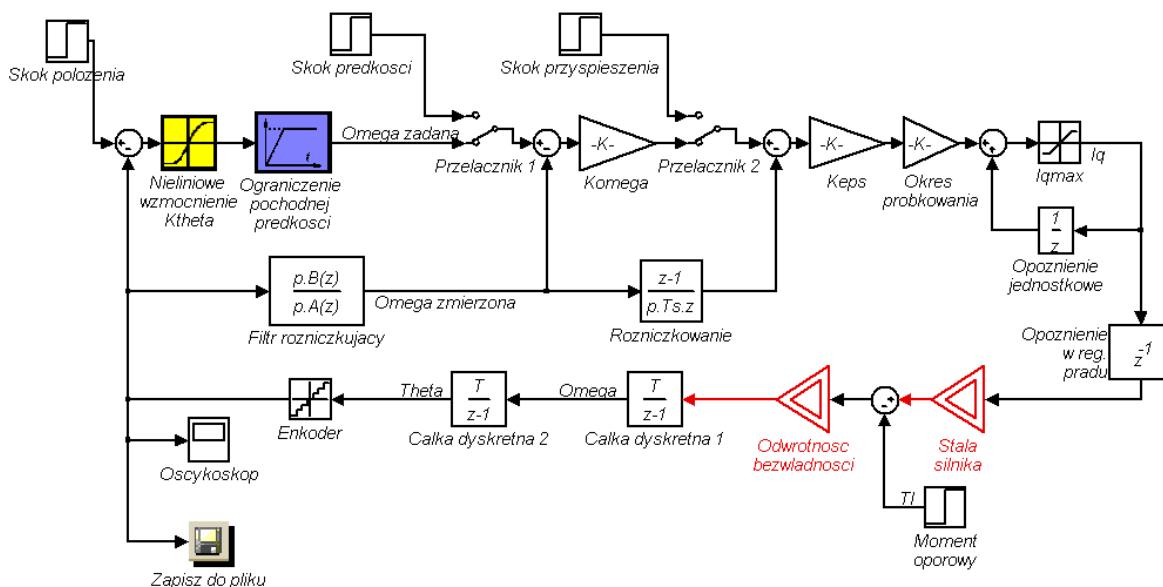 Skok polozenia
Skok predkosci
Skok przyspieszenia
Nieliniowe
wzmocnienie
Ktheta
t
Ograniczenie
pochodnej
predkosci
Omega zadana
Przelacznik 1
-K-
Komega
Przelacznik 2
-K-
Keps
-K-
Okres
probkowania
Iqmax
Iq
1
z
Opoznienie
jednostkowe
p.B(z)
p.A(z)
Filtr rozniczkujacy
Omega zmierzona
z-1
p.Ts.z
Rozniczkowanie
Opoznienie
w reg.
pradu
z-1
Enkoder
Theta
T
z-1
Calka dyskretna 2
Omega
T
z-1
Calka dyskretna 1
Odwrotnosc
bezwladnosci
Stala
silnika
Tl
Moment
oporowy
Oscykoskop
Zapisz do pliku